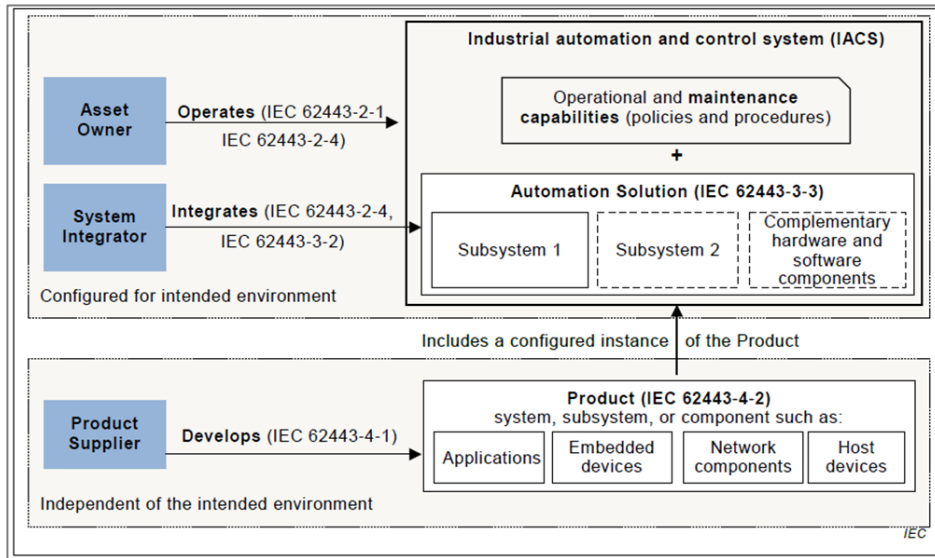 Industrial automation and control system (IACS)
Asset
Owner
Operates (IEC 62443-2-1
IEC 62443-2-4)
Operational and maintenance
capabilities (policies and procedures)
+
System
Integrator
Integrates (IEC 62443-2-4,
IEC 62443-3-2)
Automation Solution (IEC 62443-3-3)
Subsystem 1
Subsystem 2
Complementary
hardware and
software
components
Configured for intended environment
Includes a configured instance of the Product
Product
Supplier
Develops (IEC 62443-4-1)
Product (IEC 62443-4-2)
system, subsystem, or component such as:
Applications
Embedded
devices
Network
components
Host
devices
Independent of the intended environment
IEC